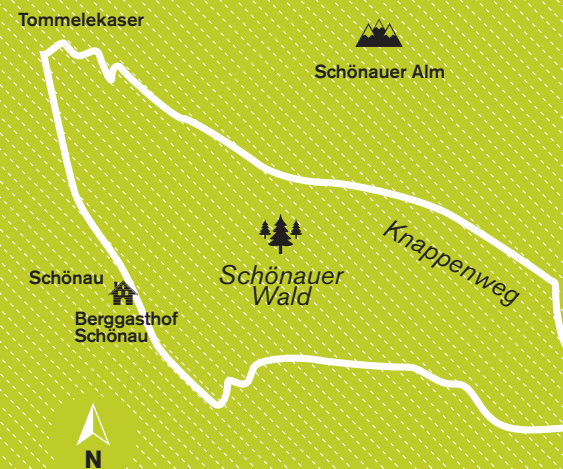 Tommelekaser
Schönauer Alm
Knappenweg
Schönauer
Wald
Schönau
Berggasthof
Schönau
N